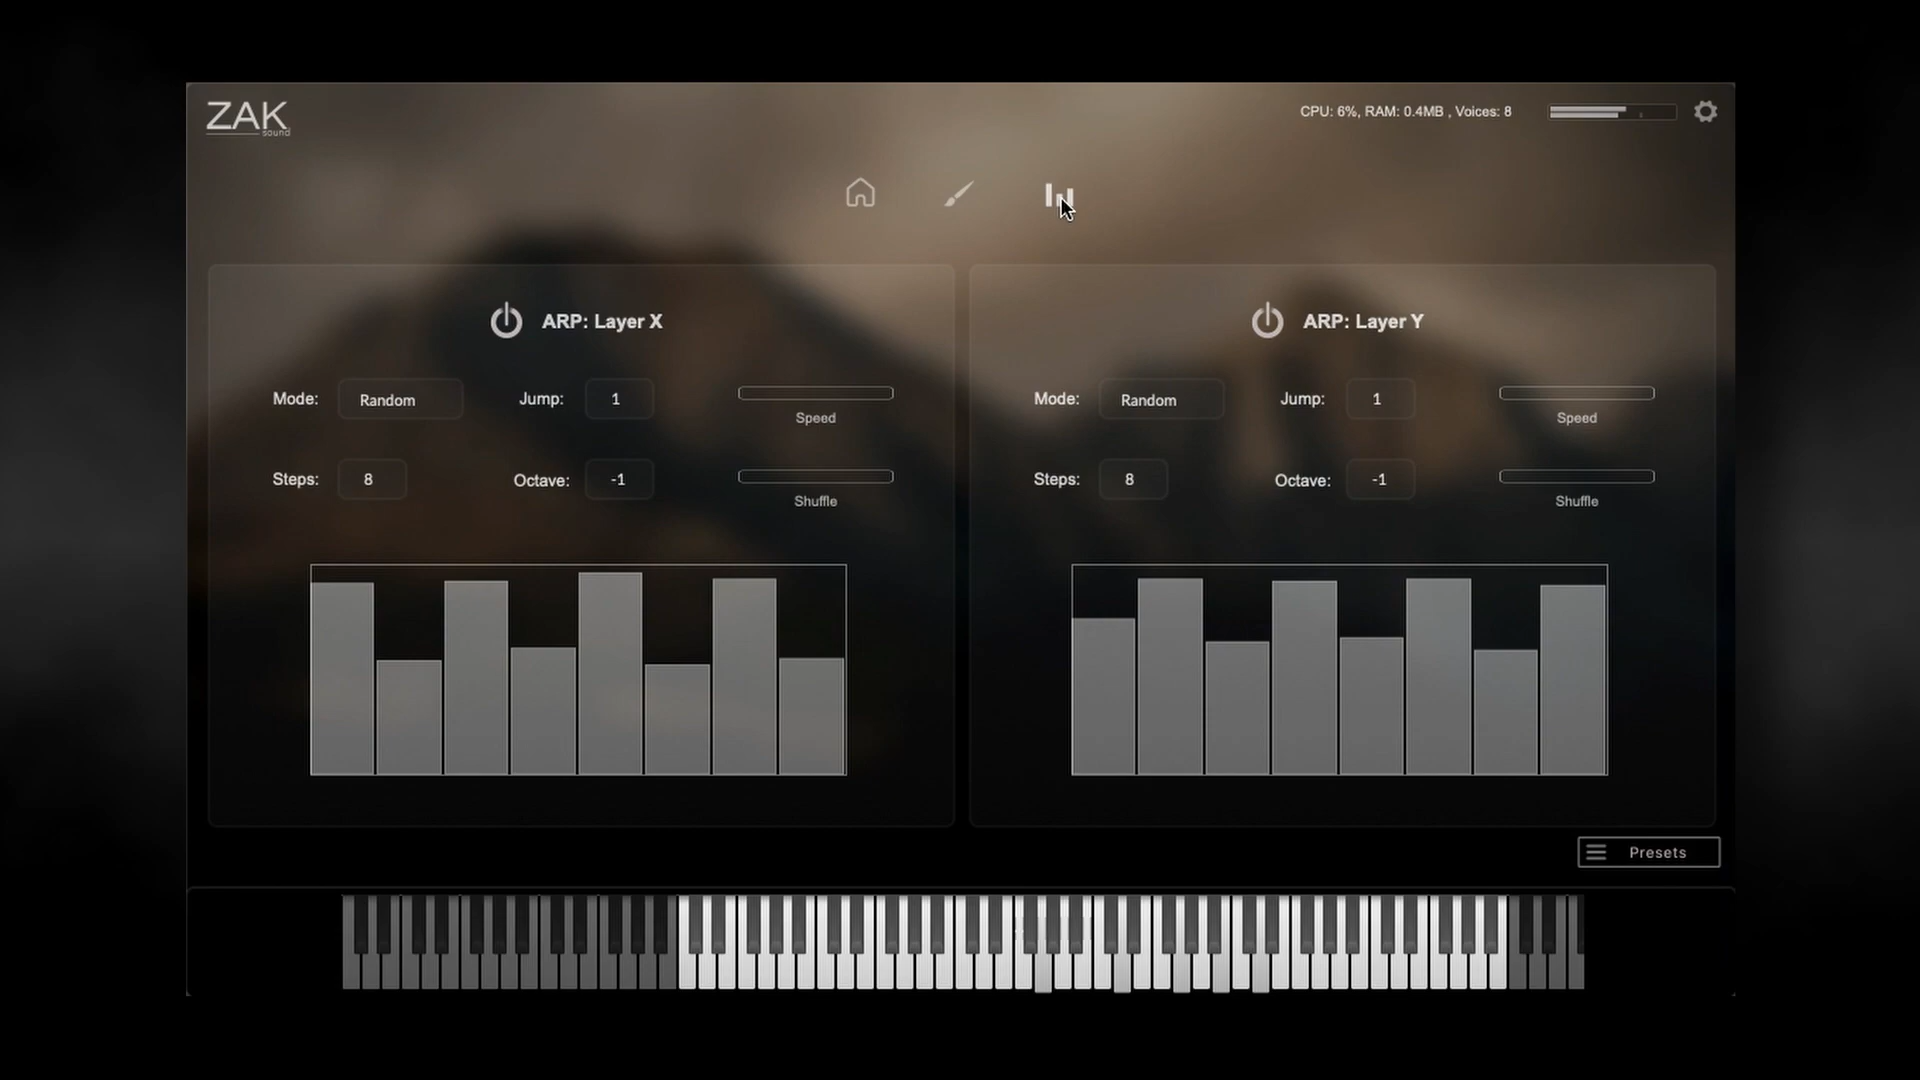 ZAK
sound
CPU: 6%, RAM: 0.4MB , Voices: 8
ARP: Layer X
Mode: Random
Jump: 1
Speed
Steps: 8
Octave: -1
Shuffle
ARP: Layer Y
Mode: Random
Jump: 1
Speed
Steps: 8
Octave: -1
Shuffle
Presets